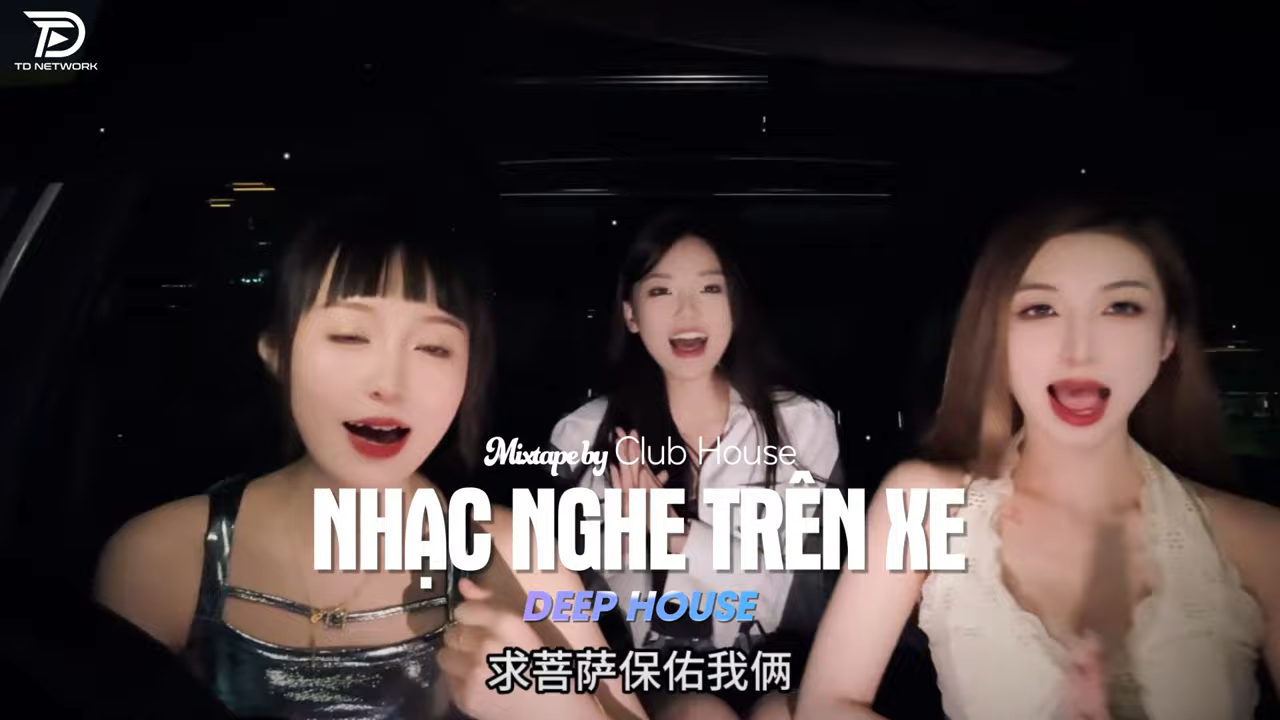 TD NETWORK
Mixtape by Club House
NHẠC NGHE TRÊN XE
DEEP HOUSE
求菩萨保佑我俩